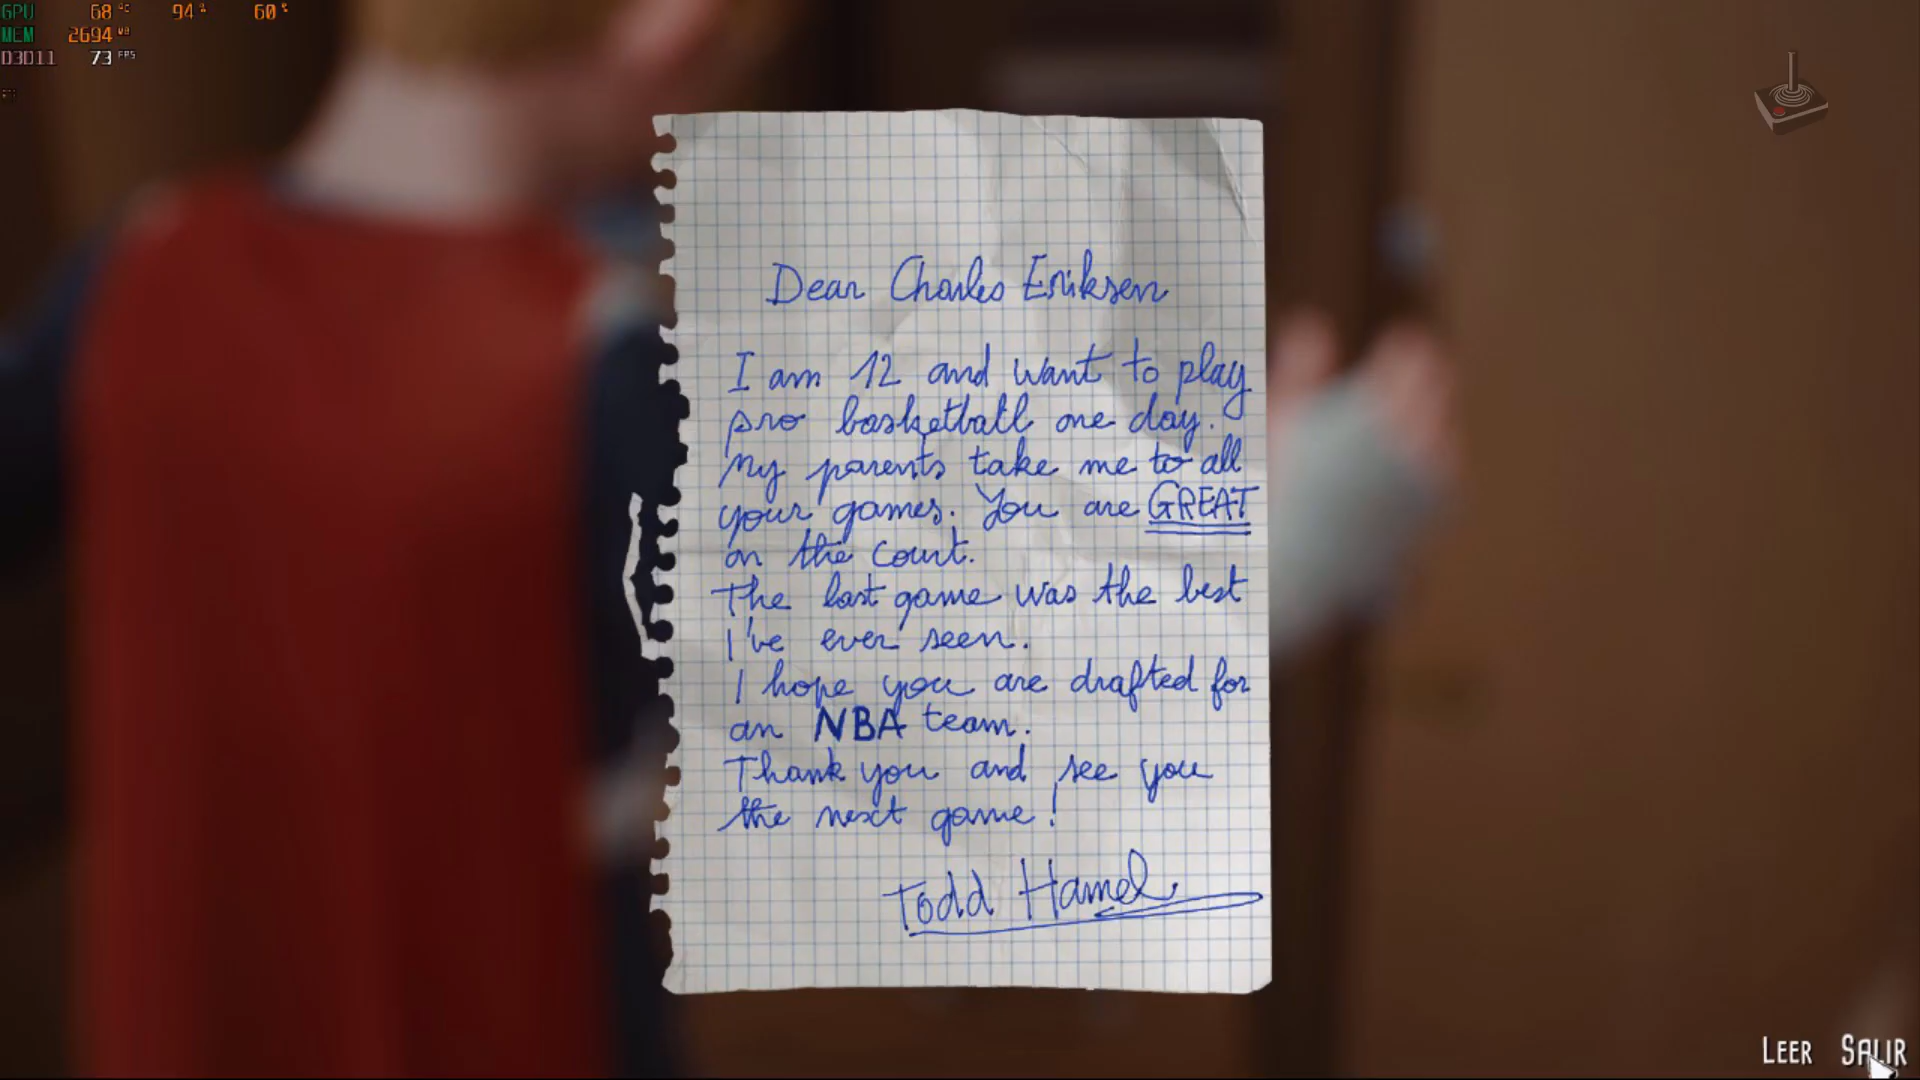 GPU 68 °C 94 % 60 %
MEM 2694 MB
D3D11 73 FPS
Dear Charles Eriksen
I am 12 and want to play
pro basketball one day.
My parents take me to all
your games. You are GREAT
on the court.
The last game was the best
I've ever seen.
I hope you are drafted for
an NBA team.
Thank you and see you
the next game!
Todd Hamel
LEER SALIR